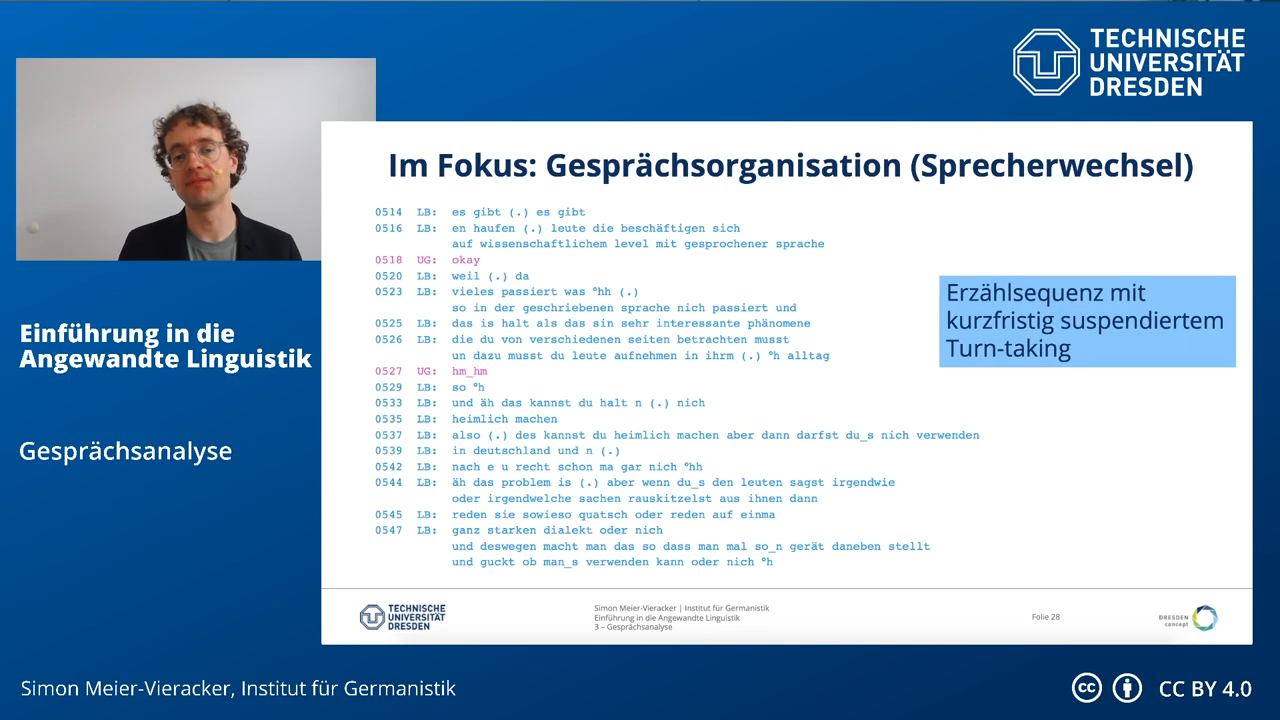 TECHNISCHE
UNIVERSITÄT
DRESDEN
Im Fokus: Gesprächsorganisation (Sprecherwechsel)
0514 LB: es gibt (.) es gibt
0516 LB: en haufen (.) leute die beschäftigen sich
auf wissenschaftlichem level mit gesprochener sprache
0518 UG: okay
0520 LB: weil (.) da
0523 LB: vieles passiert was °hh (.)
so in der geschriebenen sprache nich passiert und
0525 LB: das is halt als das sin sehr interessante phänomene
0526 LB: die du von verschiedenen seiten betrachten musst
un dazu musst du leute aufnehmen in ihrm (.) °h alltag
0527 UG: hm_hm
0529 LB: so °h
0533 LB: und äh das kannst du halt n (.) nich
0535 LB: heimlich machen
0537 LB: also (.) des kannst du heimlich machen aber dann darfst du_s nich verwenden
0539 LB: in deutschland und n (.)
0542 LB: nach e u recht schon ma gar nich °hh
0544 LB: äh das problem is (.) aber wenn du_s den leuten sagst irgendwie
oder irgendwelche sachen rauskitzelst aus ihnen dann
0545 LB: reden sie sowieso quatsch oder reden auf einma
0547 LB: ganz starken dialekt oder nich
und deswegen macht man das so dass man mal so_n gerät daneben stellt
und guckt ob man_s verwenden kann oder nich °h
Erzählsequenz mit
kurzfristig suspendiertem
Turn-taking
Einführung in die
Angewandte Linguistik
Gesprächsanalyse
TECHNISCHE
UNIVERSITÄT
DRESDEN
Simon Meier-Vieracker | Institut für Germanistik
Einführung in die Angewandte Linguistik
3 – Gesprächsanalyse
Folie 28
DRESDEN
concept
Simon Meier-Vieracker, Institut für Germanistik
cc CC BY 4.0